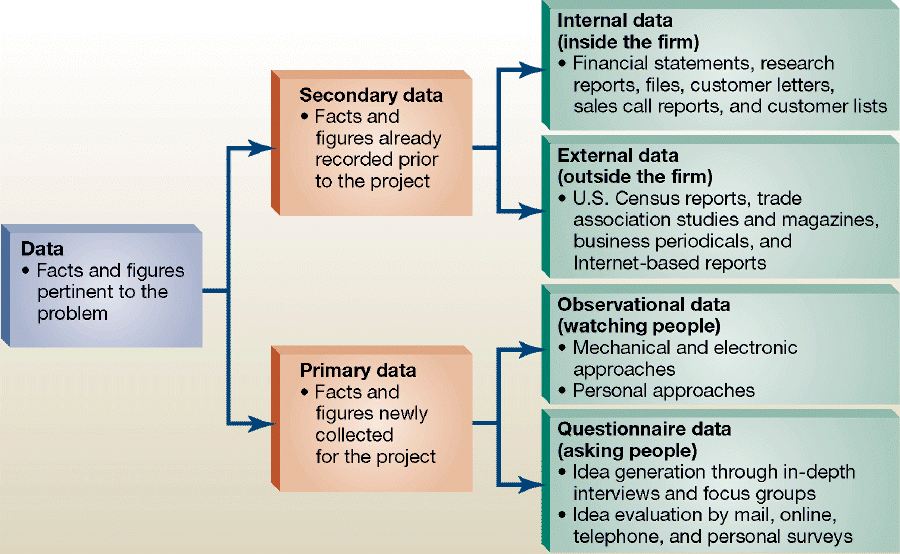 Data
• Facts and figures
pertinent to the
problem
Secondary data
• Facts and
figures already
recorded prior
to the project
Primary data
• Facts and
figures newly
collected
for the project
Internal data
(inside the firm)
• Financial statements, research
reports, files, customer letters,
sales call reports, and customer lists
External data
(outside the firm)
• U.S. Census reports, trade
association studies and magazines,
business periodicals, and
Internet-based reports
Observational data
(watching people)
• Mechanical and electronic
approaches
• Personal approaches
Questionnaire data
(asking people)
• Idea generation through in-depth
interviews and focus groups
• Idea evaluation by mail, online,
telephone, and personal surveys